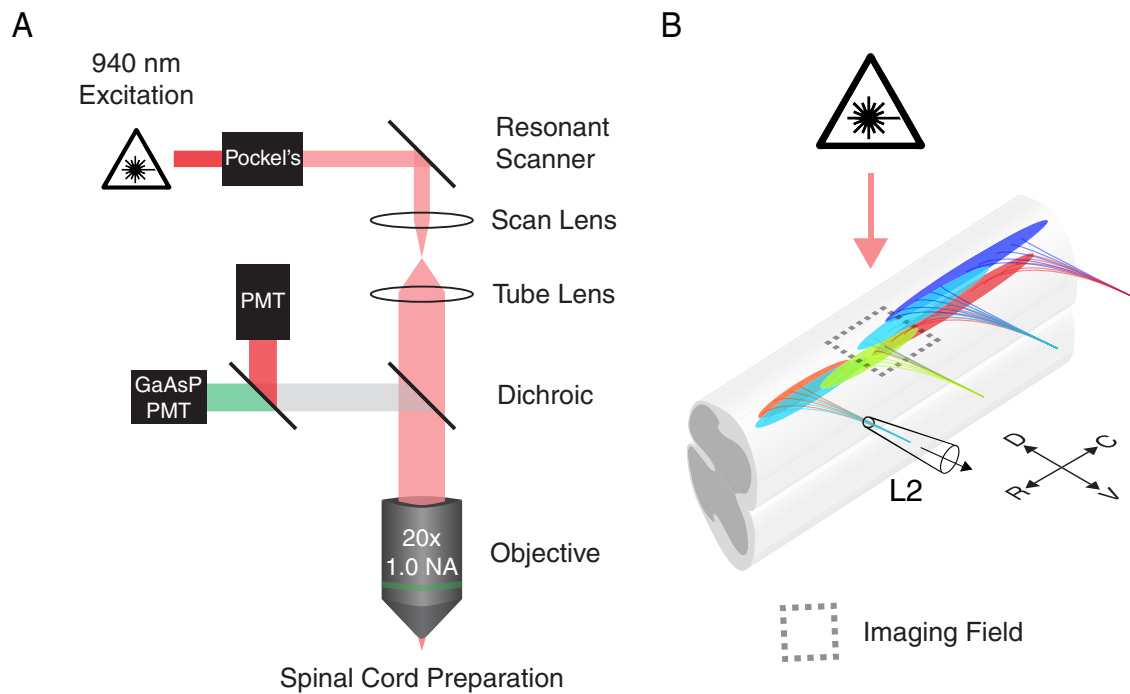 A
940 nm
Excitation
Pockel's
Resonant
Scanner
Scan Lens
Tube Lens
PMT
GaAsP
PMT
Dichroic
20x
1.0 NA
Objective
Spinal Cord Preparation
B
L2
D
C
R
V
Imaging Field